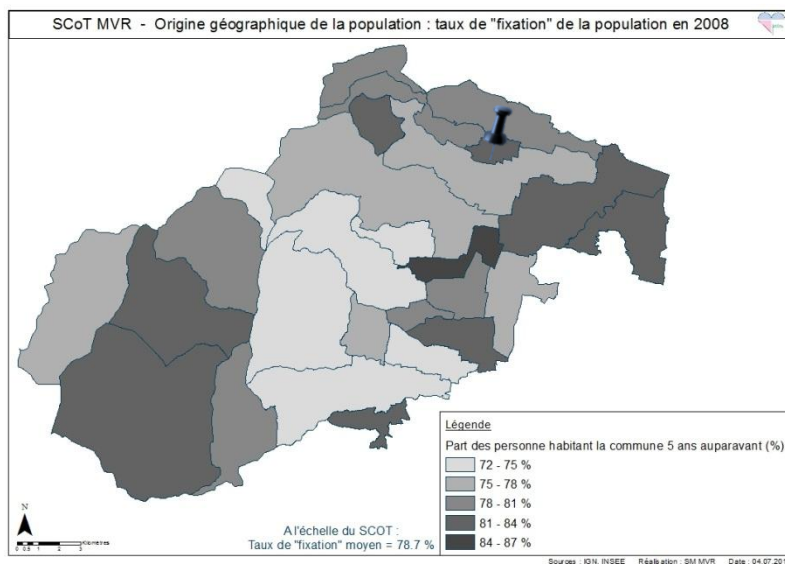 SCoT MVR - Origine géographique de la population : taux de "fixation" de la population en 2008
Légende
Part des personne habitant la commune 5 ans auparavant (%)
72 - 75 %
75 - 78 %
78 - 81 %
81 - 84 %
84 - 87 %
N
A l'échelle du SCOT :
Taux de "fixation" moyen = 78.7 %
Sources : IGN, INSEE Réalisation : SM MVR Date :